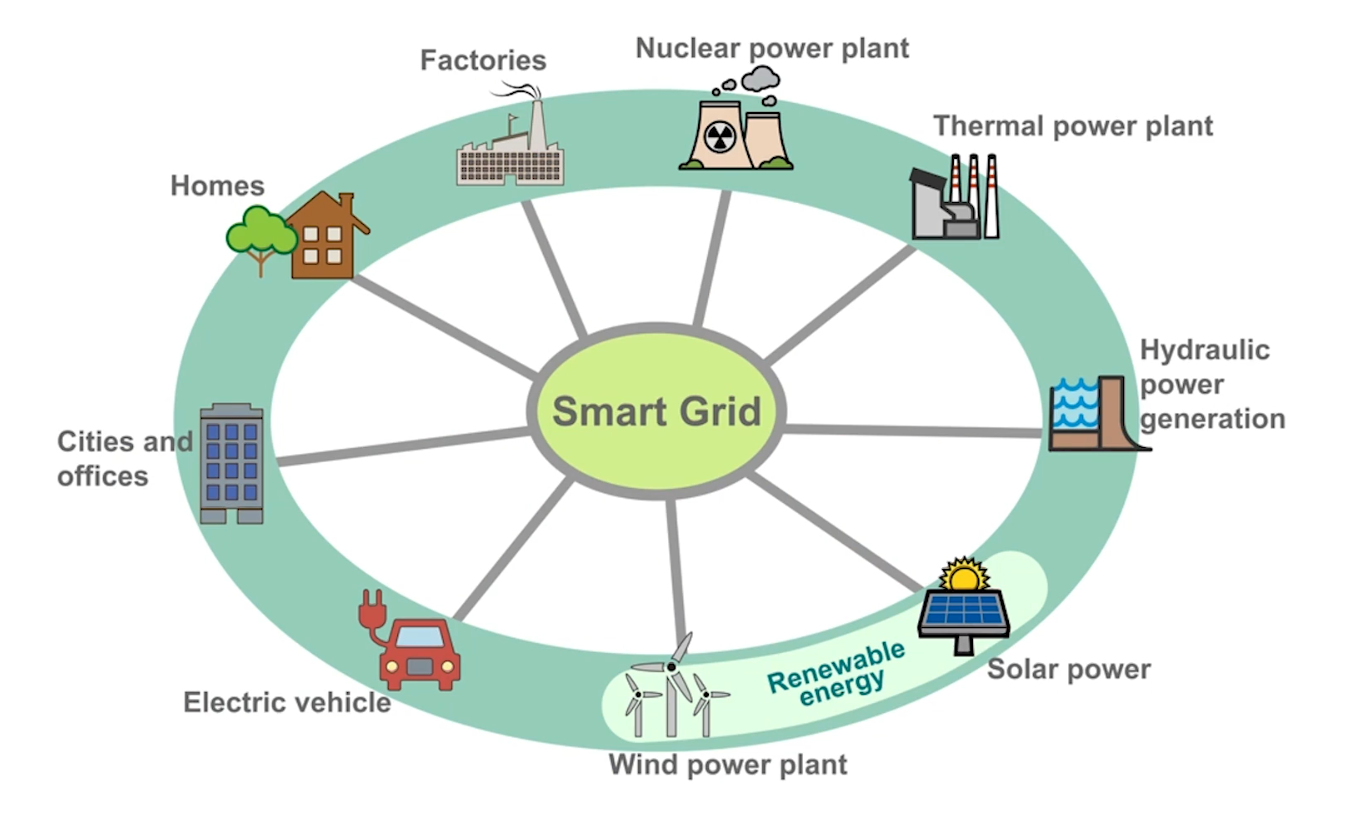 Nuclear power plant
Factories
Thermal power plant
Homes
Hydraulic
power
generation
Smart Grid
Cities and
offices
Renewable
energy
Solar power
Electric vehicle
Wind power plant